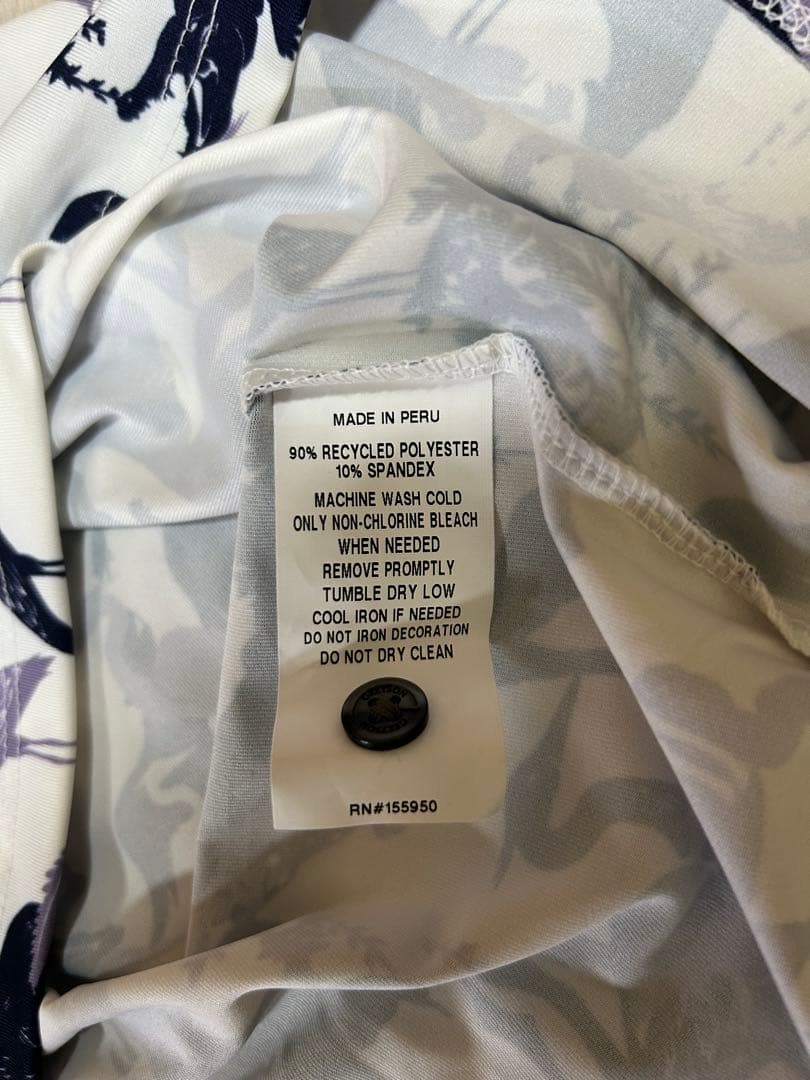 MADE IN PERU
90% RECYCLED POLYESTER
10% SPANDEX
MACHINE WASH COLD
ONLY NON-CHLORINE BLEACH
WHEN NEEDED
REMOVE PROMPTLY
TUMBLE DRY LOW
COOL IRON IF NEEDED
DO NOT IRON DECORATION
DO NOT DRY CLEAN
GREYSON
RN#155950